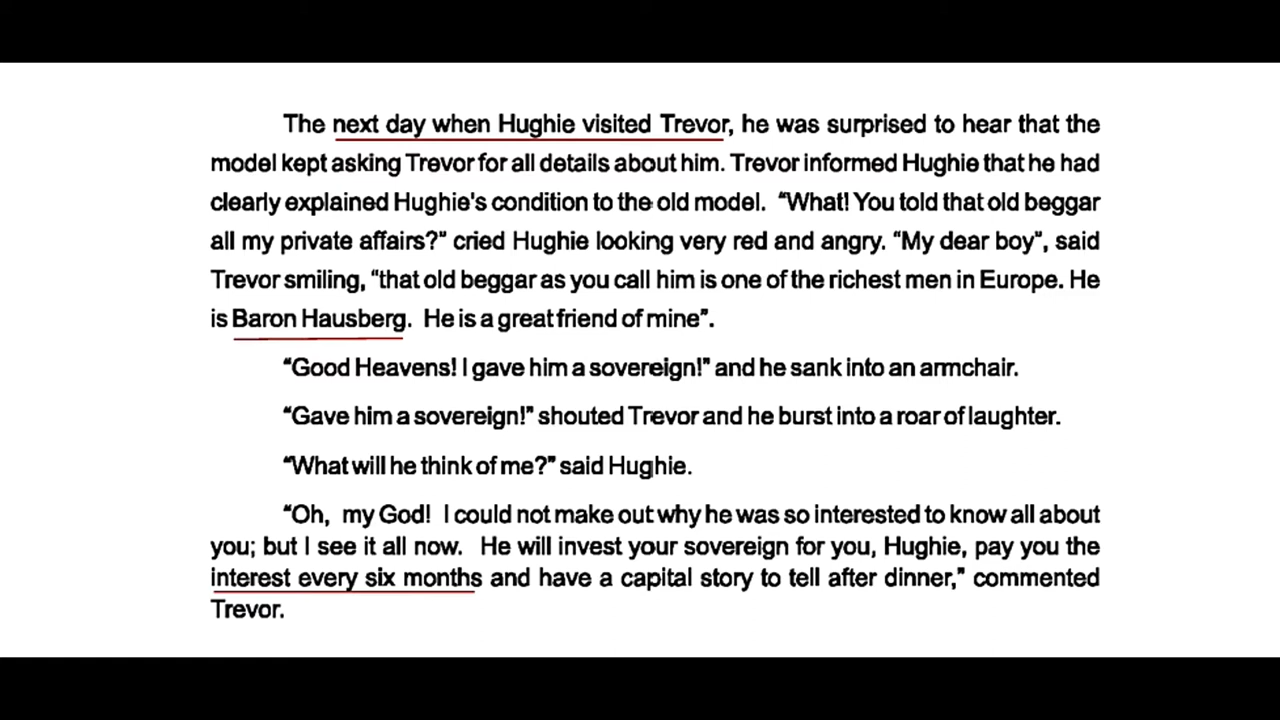 The next day when Hughie visited Trevor, he was surprised to hear that the
model kept asking Trevor for all details about him. Trevor informed Hughie that he had
clearly explained Hughie's condition to the old model. "What! You told that old beggar
all my private affairs?" cried Hughie looking very red and angry. "My dear boy", said
Trevor smiling, "that old beggar as you call him is one of the richest men in Europe. He
is Baron Hausberg. He is a great friend of mine".
"Good Heavens! I gave him a sovereign!" and he sank into an armchair.
"Gave him a sovereign!" shouted Trevor and he burst into a roar of laughter.
"What will he think of me?" said Hughie.
"Oh, my God! I could not make out why he was so interested to know all about
you; but I see it all now. He will invest your sovereign for you, Hughie, pay you the
interest every six months and have a capital story to tell after dinner," commented
Trevor.